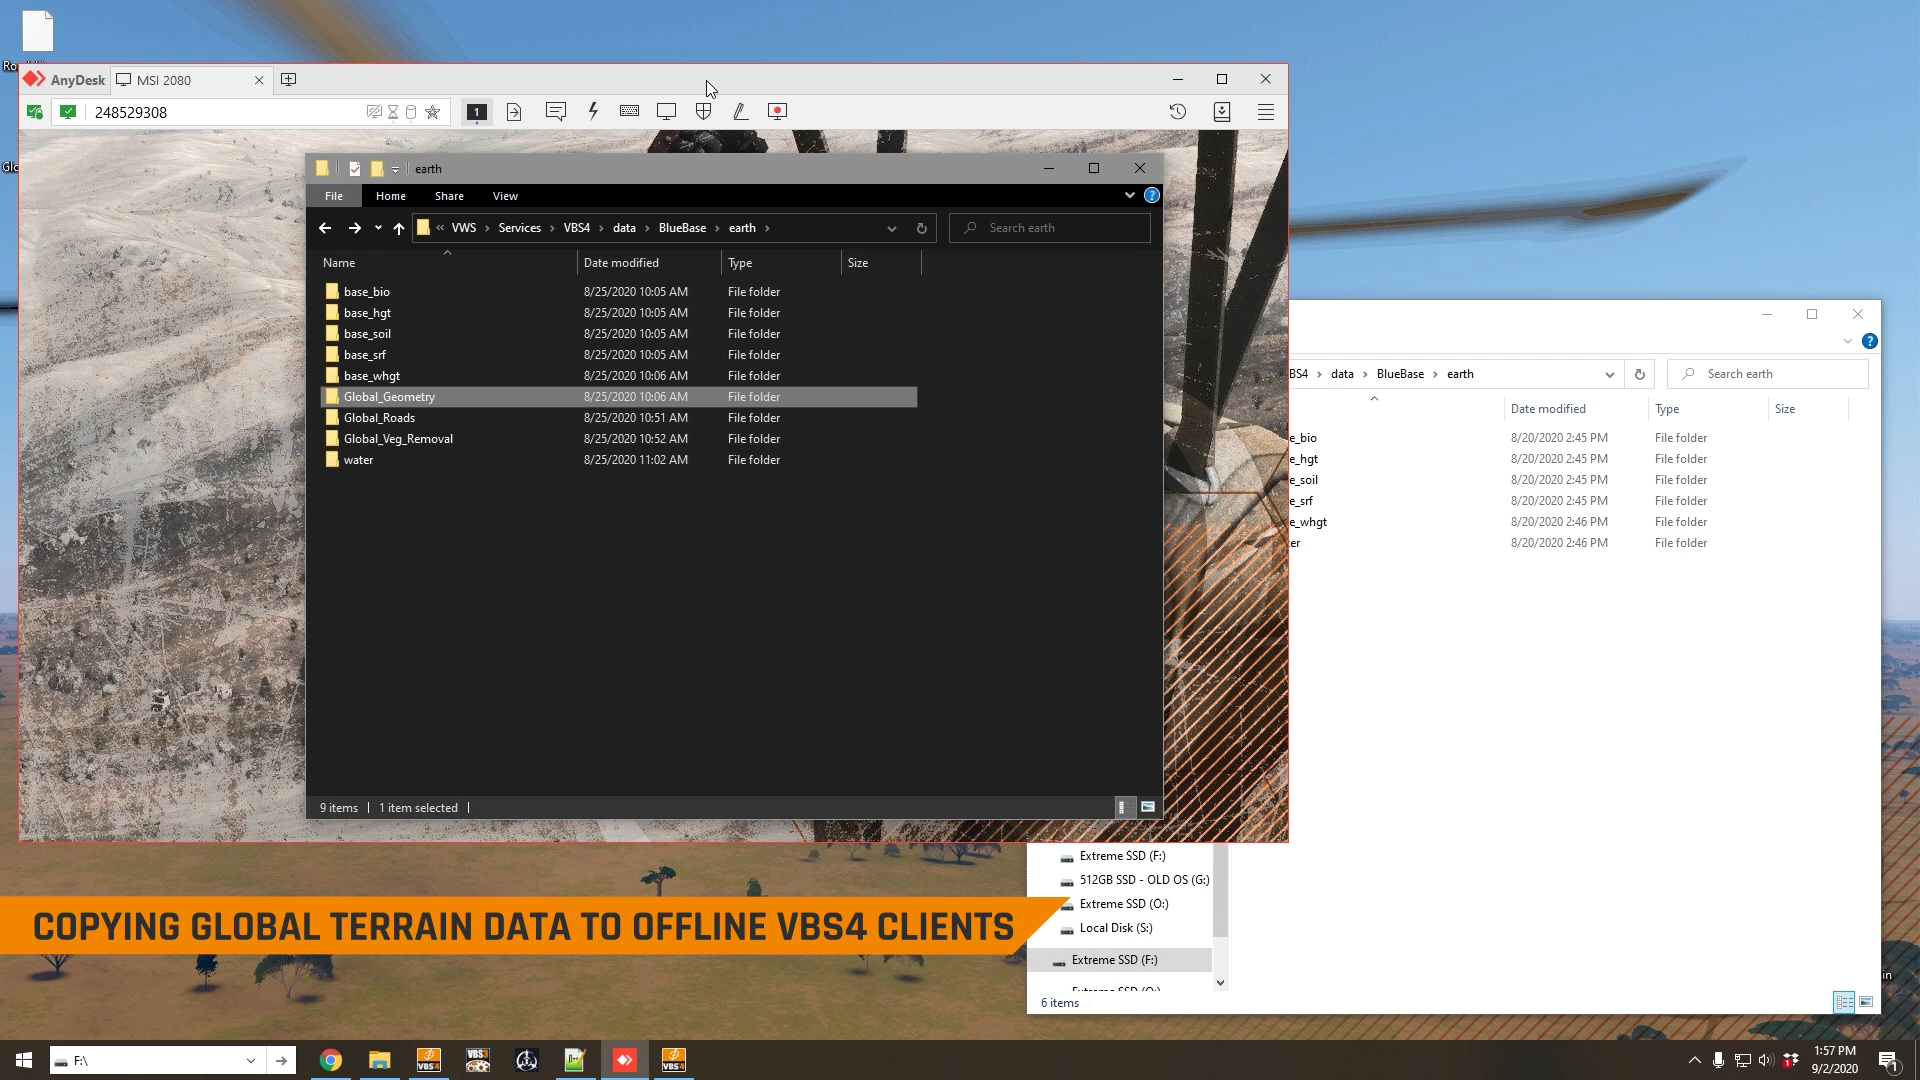 AnyDesk
MSI 2080
248529308
1
earth
File
Home
Share
View
VWS
Services
VBS4
data
BlueBase
earth
Search earth
Name
Date modified
Type
Size
base_bio 8/25/2020 10:05 AM File folder
base_hgt 8/25/2020 10:05 AM File folder
base_soil 8/25/2020 10:05 AM File folder
base_srf 8/25/2020 10:05 AM File folder
base_whgt 8/25/2020 10:06 AM File folder
Global_Geometry 8/25/2020 10:06 AM File folder
Global_Roads 8/25/2020 10:51 AM File folder
Global_Veg_Removal 8/25/2020 10:52 AM File folder
water 8/25/2020 11:02 AM File folder
9 items
1 item selected
BS4 data BlueBase earth
Search earth
Date modified
Type
Size
e_bio 8/20/2020 2:45 PM File folder
e_hgt 8/20/2020 2:45 PM File folder
e_soil 8/20/2020 2:45 PM File folder
e_srf 8/20/2020 2:45 PM File folder
e_whgt 8/20/2020 2:46 PM File folder
ter 8/20/2020 2:46 PM File folder
Extreme SSD (F:)
512GB SSD - OLD OS (G:)
Extreme SSD (O:)
Local Disk (S:)
Extreme SSD (F:)
6 items
COPYING GLOBAL TERRAIN DATA TO OFFLINE VBS4 CLIENTS
F:\
VBS4
VBS3
VBS4
1:57 PM
9/2/2020
1